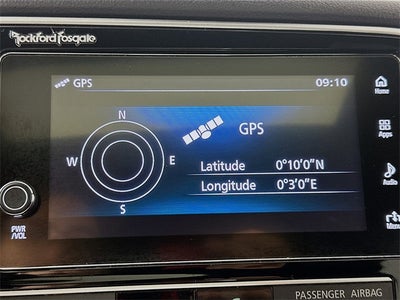 Rockford Fosgate
GPS 09:10
Home
N
GPS
Apps
W E
Latitude 0°10'0"N
Longitude 0°3'0"E
Audio
S
PWR
/VOL
Menu
PASSENGER AIRBAG